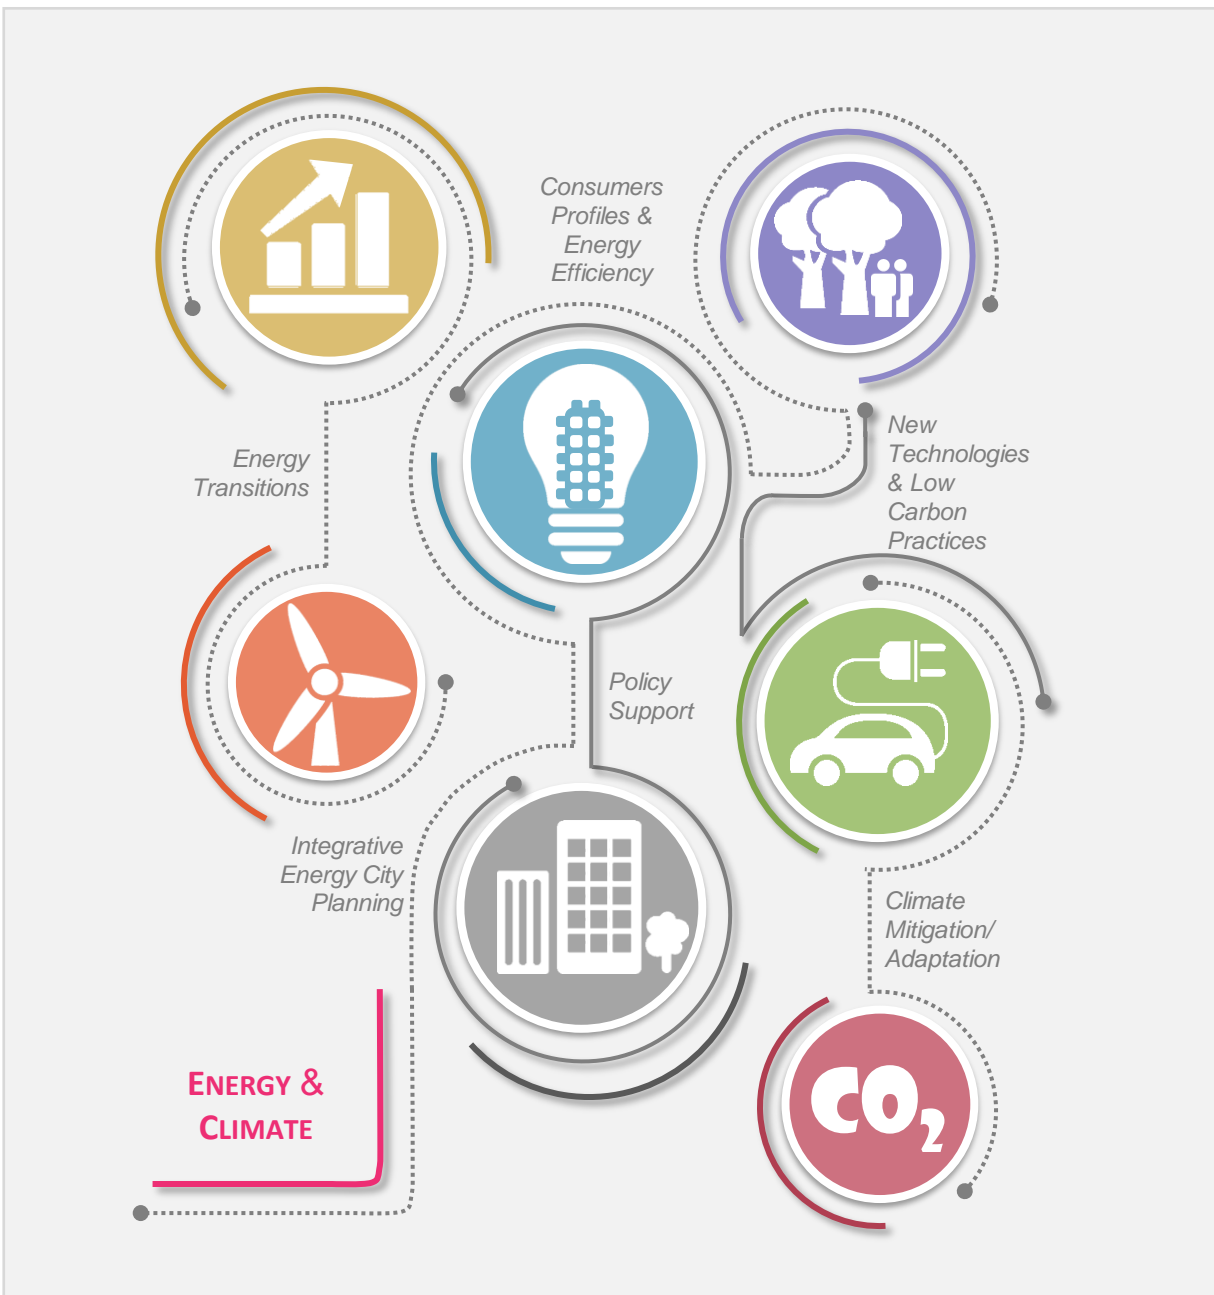 Consumers
Profiles &
Energy
Efficiency
New
Technologies
& Low
Carbon
Practices
Energy
Transitions
Policy
Support
Integrative
Energy City
Planning
Climate
Mitigation/
Adaptation
ENERGY &
CLIMATE
CO2